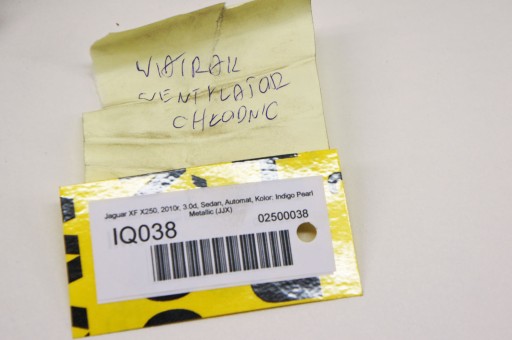 WIATRAK
WENTYLATOR
CHŁODNIC
Jaguar XF X250, 2010r, 3.0d, Sedan, Automat, Kolor: Indigo Pearl
Metallic (JJX)
IQ038
02500038